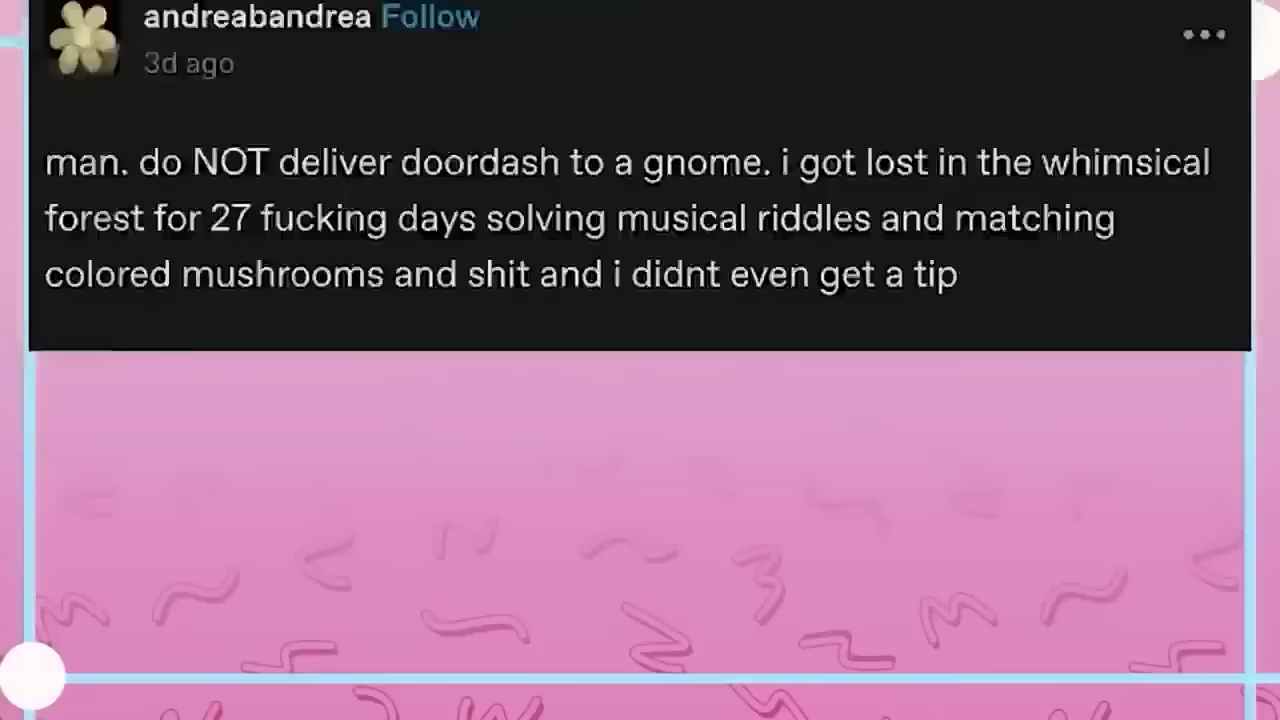 andreabandrea Follow
3d ago
man. do NOT deliver doordash to a gnome. i got lost in the whimsical
forest for 27 fucking days solving musical riddles and matching
colored mushrooms and shit and i didnt even get a tip